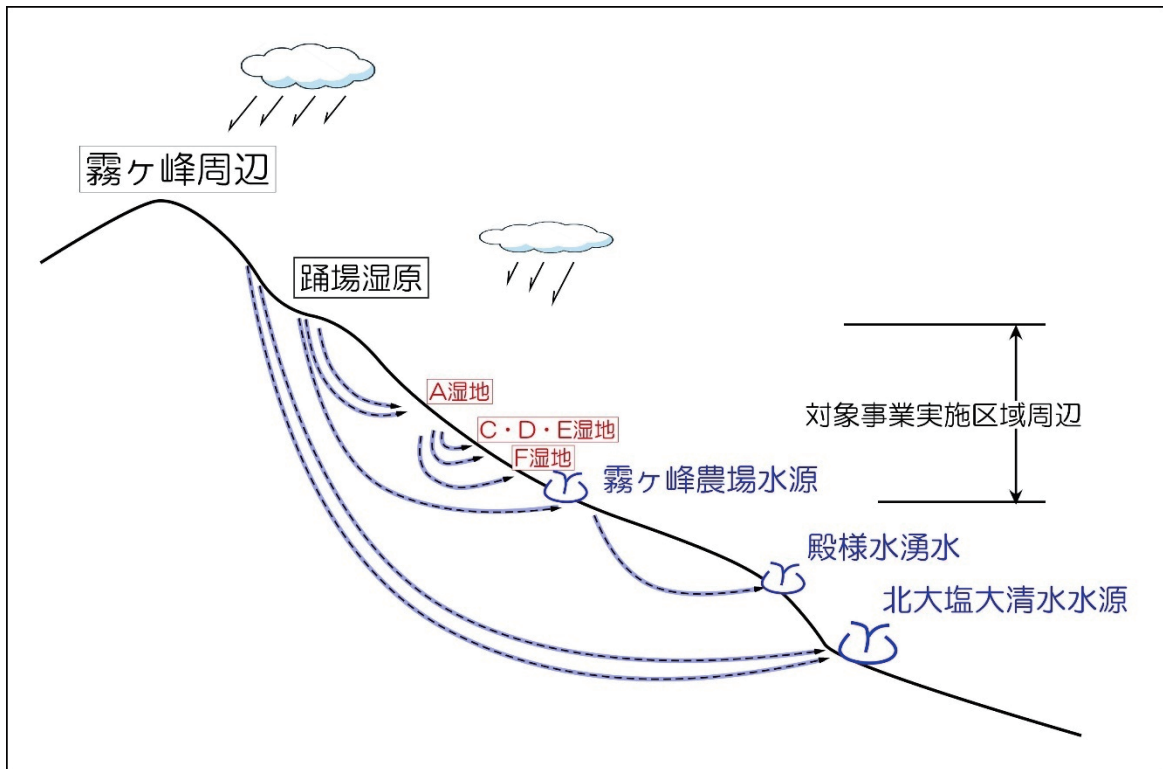 霧ヶ峰周辺
踊場湿原
A湿地
C・D・E湿地
F湿地
霧ヶ峰農場水源
対象事業実施区域周辺
殿様水湧水
北大塩大清水水源